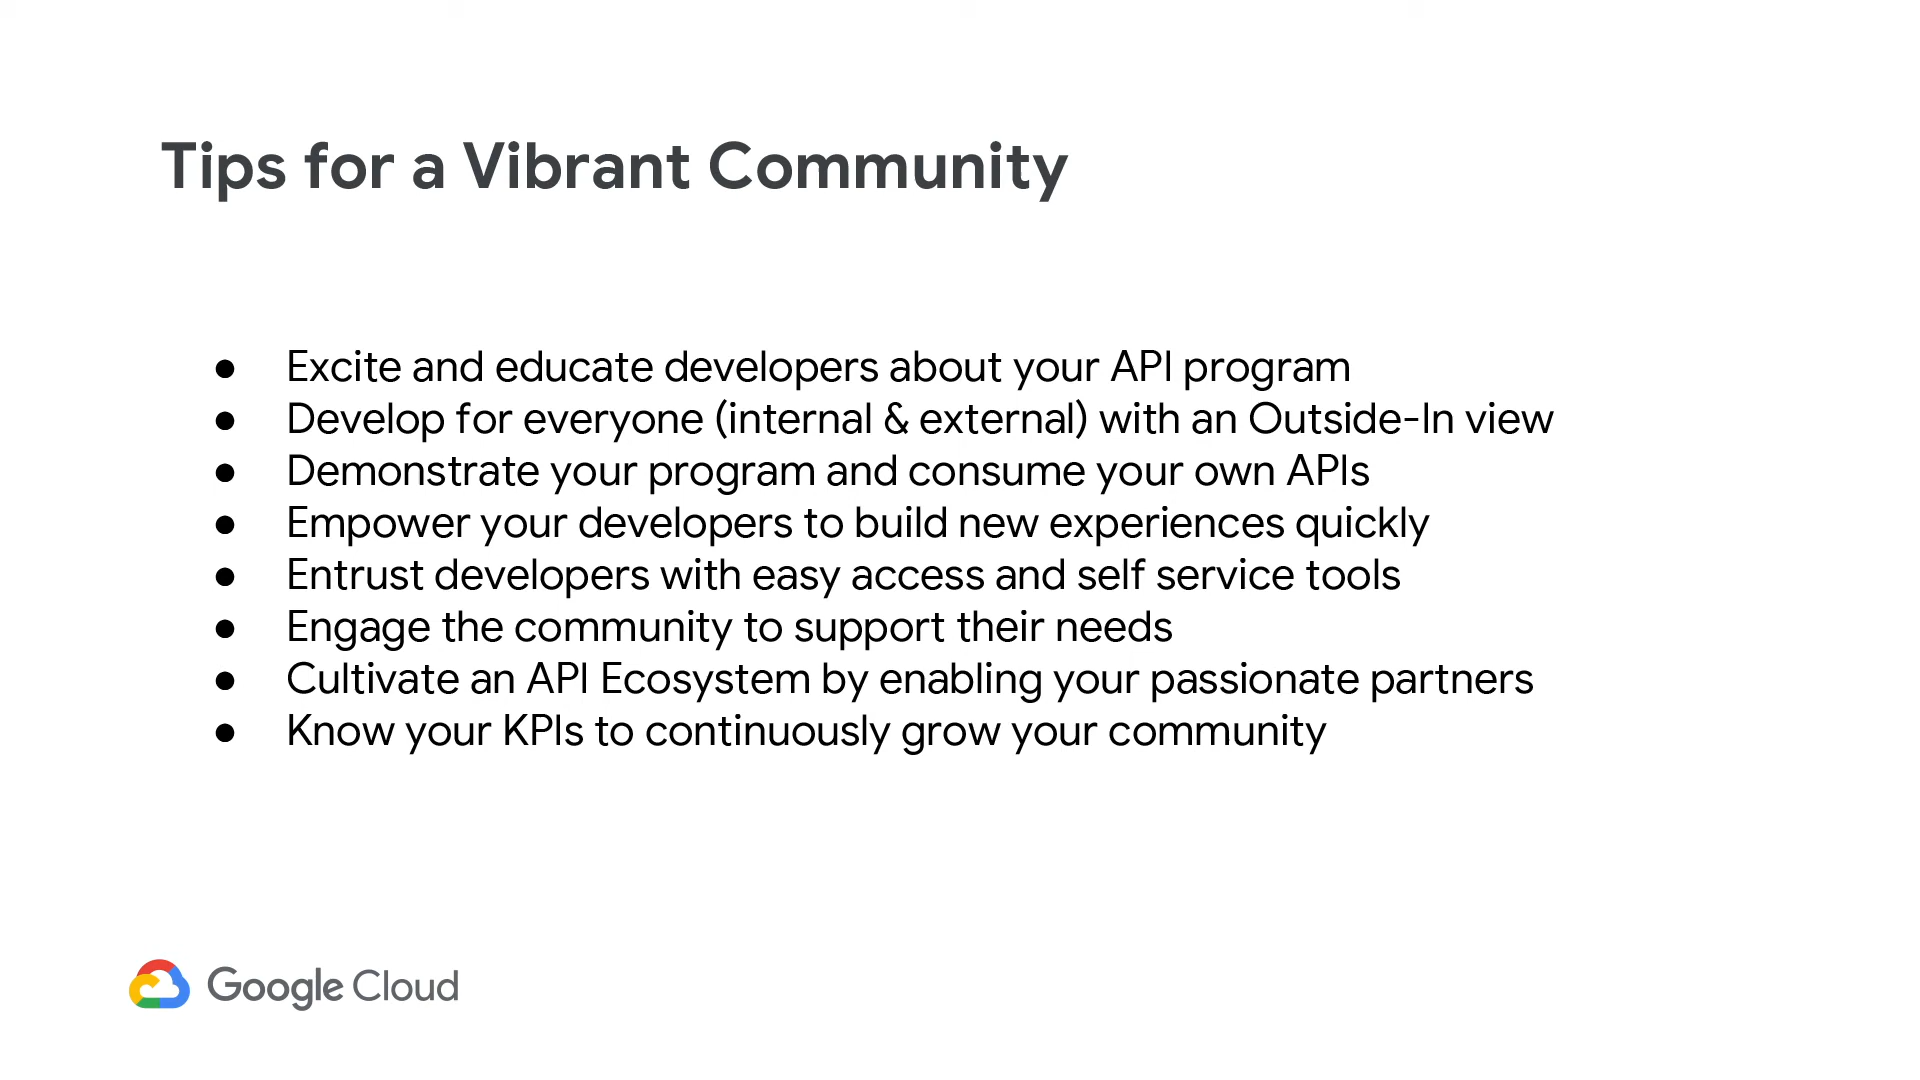 Tips for a Vibrant Community
● Excite and educate developers about your API program
● Develop for everyone (internal & external) with an Outside-In view
● Demonstrate your program and consume your own APIs
● Empower your developers to build new experiences quickly
● Entrust developers with easy access and self service tools
● Engage the community to support their needs
● Cultivate an API Ecosystem by enabling your passionate partners
● Know your KPIs to continuously grow your community
Google Cloud